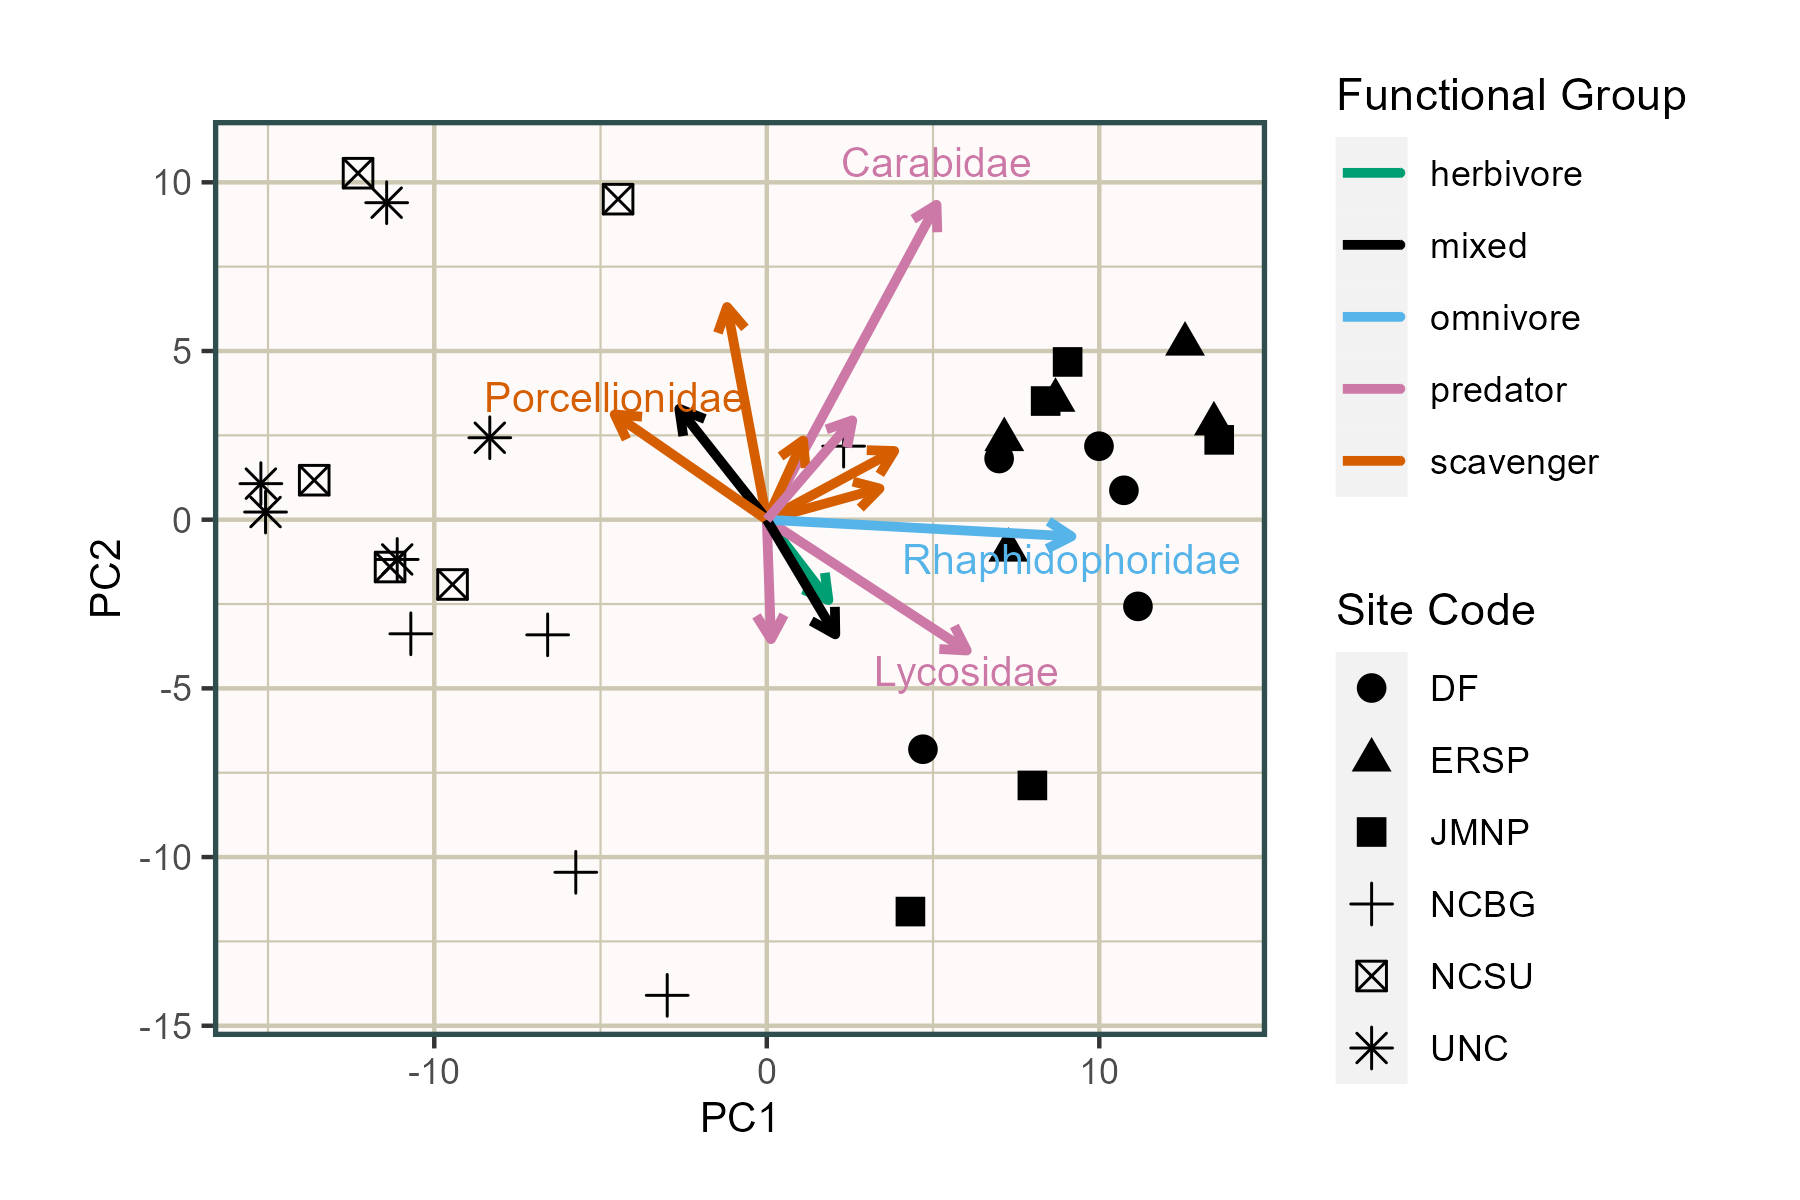 Functional Group
herbivore
mixed
omnivore
predator
scavenger
Site Code
DF
ERSP
JMNP
NCBG
NCSU
UNC
Carabidae
Porcellionidae
Rhaphidophoridae
Lycosidae
PC2
10
5
0
-5
-10
-15
-10 0 10
PC1